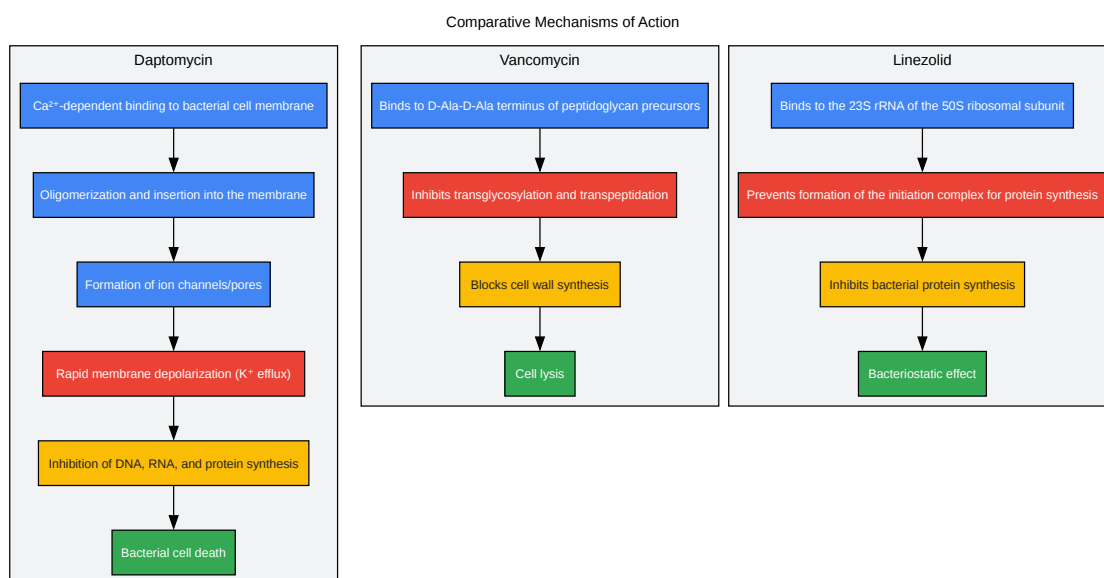 Comparative Mechanisms of Action
Daptomycin
Ca²⁺-dependent binding to bacterial cell membrane
Oligomerization and insertion into the membrane
Formation of ion channels/pores
Rapid membrane depolarization (K⁺ efflux)
Inhibition of DNA, RNA, and protein synthesis
Bacterial cell death
Vancomycin
Binds to D-Ala-D-Ala terminus of peptidoglycan precursors
Inhibits transglycosylation and transpeptidation
Blocks cell wall synthesis
Cell lysis
Linezolid
Binds to the 23S rRNA of the 50S ribosomal subunit
Prevents formation of the initiation complex for protein synthesis
Inhibits bacterial protein synthesis
Bacteriostatic effect